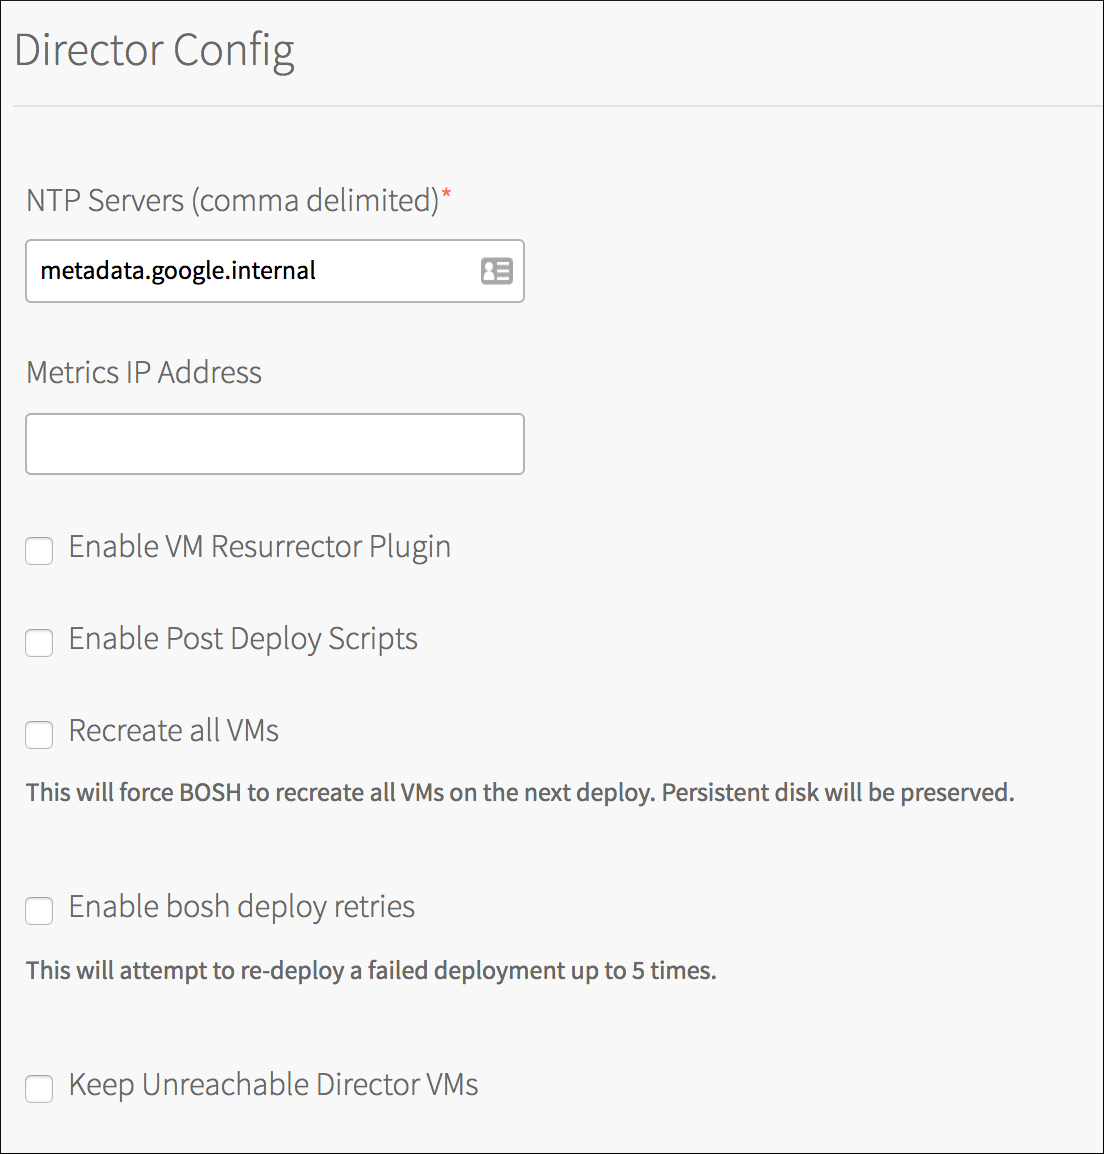 Director Config
NTP Servers (comma delimited)*
metadata.google.internal
Metrics IP Address
Enable VM Resurrector Plugin
Enable Post Deploy Scripts
Recreate all VMs
This will force BOSH to recreate all VMs on the next deploy. Persistent disk will be preserved.
Enable bosh deploy retries
This will attempt to re-deploy a failed deployment up to 5 times.
Keep Unreachable Director VMs